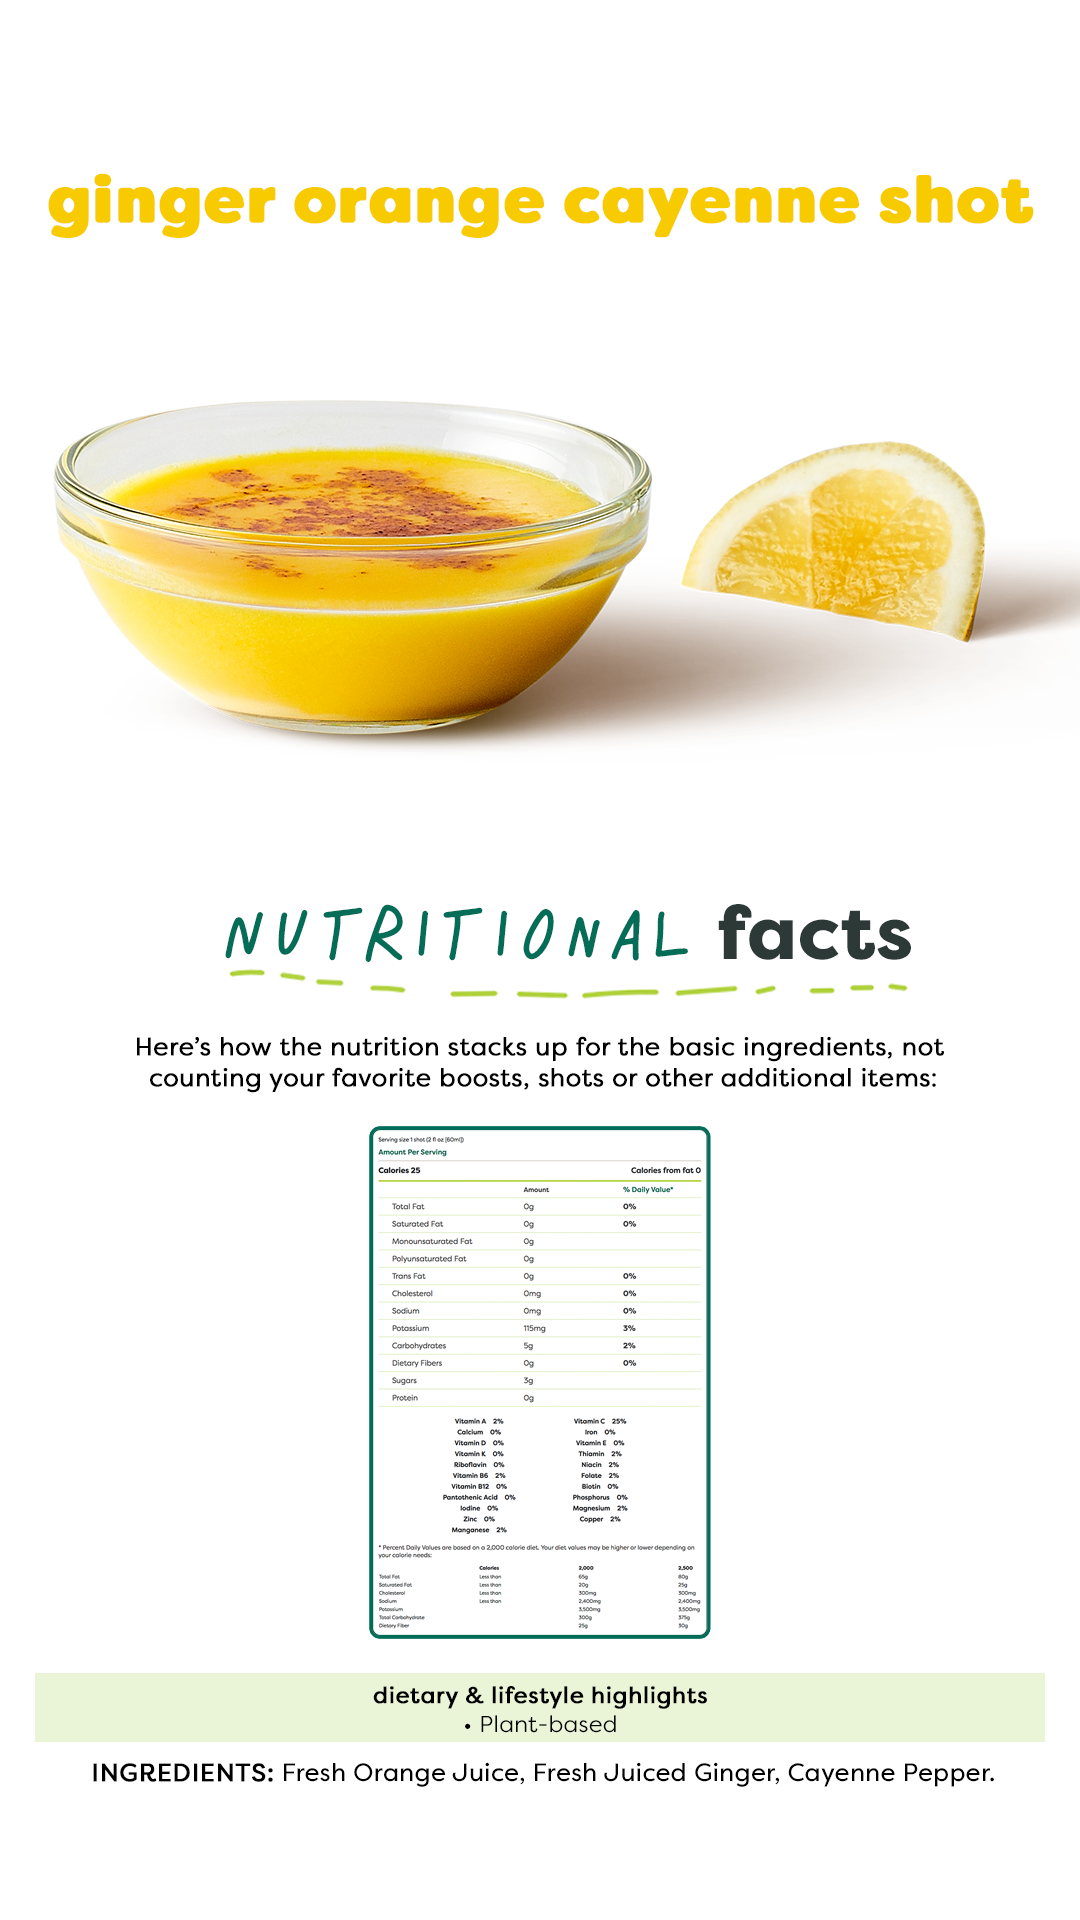 ginger orange cayenne shot
NUTRITIONAL facts
Here's how the nutrition stacks up for the basic ingredients, not
counting your favorite boosts, shots or other additional items:
Serving size 1 shot (2 fl oz (60ml))
Amount Per Serving
Calories 25 Calories from fat 0
Amount % Daily Value*
Total Fat 0g 0%
Saturated Fat 0g 0%
Monounsaturated Fat 0g
Polyunsaturated Fat 0g
Trans Fat 0g 0%
Cholesterol 0mg 0%
Sodium 0mg 0%
Potassium 115mg 3%
Carbohydrates 5g 2%
Dietary Fibers 0g 0%
Sugars 3g
Protein 0g
Vitamin A 2% Vitamin C 25%
Calcium 0% Iron 0%
Vitamin D 0% Vitamin E 0%
Vitamin K 0% Thiamin 2%
Riboflavin 0% Niacin 2%
Vitamin B6 2% Folate 2%
Vitamin B12 0% Biotin 0%
Pantothenic Acid 0% Phosphorus 0%
Iodine 0% Magnesium 2%
Zinc 0% Copper 2%
Manganese 2%
* Percent Daily Values are based on a 2,000 calorie diet. Your diet values may be higher or lower depending on
your calorie needs:
Calories 2,000 2,500
Total Fat Less than 65g 80g
Saturated Fat Less than 20g 25g
Cholesterol Less than 300mg 300mg
Sodium Less than 2,400mg 2,400mg
Potassium 3,500mg 3,500mg
Total Carbohydrate 300g 375g
Dietary Fiber 25g 30g
dietary & lifestyle highlights
• Plant-based
INGREDIENTS: Fresh Orange Juice, Fresh Juiced Ginger, Cayenne Pepper.